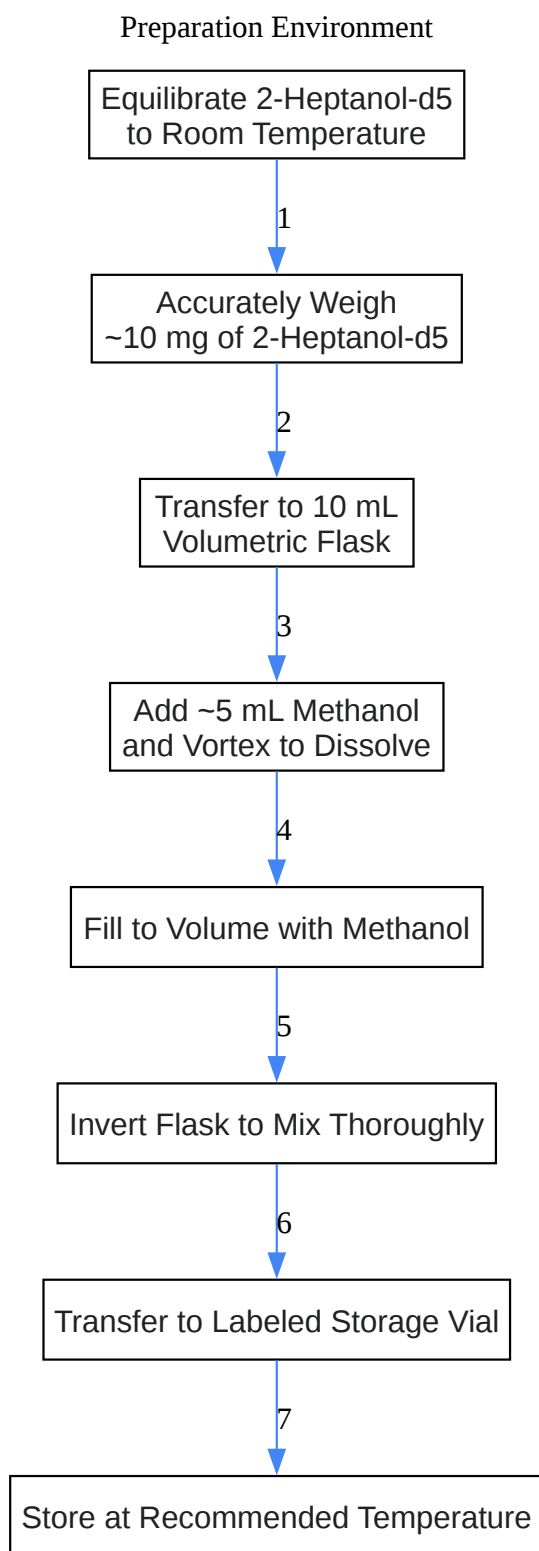 Preparation Environment
Equilibrate 2-Heptanol-d5
to Room Temperature
1
Accurately Weigh
~10 mg of 2-Heptanol-d5
2
Transfer to 10 mL
Volumetric Flask
3
Add ~5 mL Methanol
and Vortex to Dissolve
4
Fill to Volume with Methanol
5
Invert Flask to Mix Thoroughly
6
Transfer to Labeled Storage Vial
7
Store at Recommended Temperature